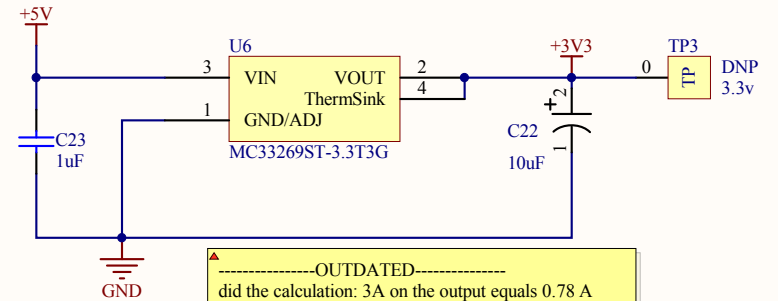 +5V
U6
+3V3
TP3
3
VIN
VOUT
2
0
TP
DNP
3.3v
ThermSink
4
1
GND/ADJ
+
2
C23
1uF
MC33269ST-3.3T3G
C22
10uF
1
GND
----------------OUTDATED---------------
did the calculation: 3A on the output equals 0.78 A